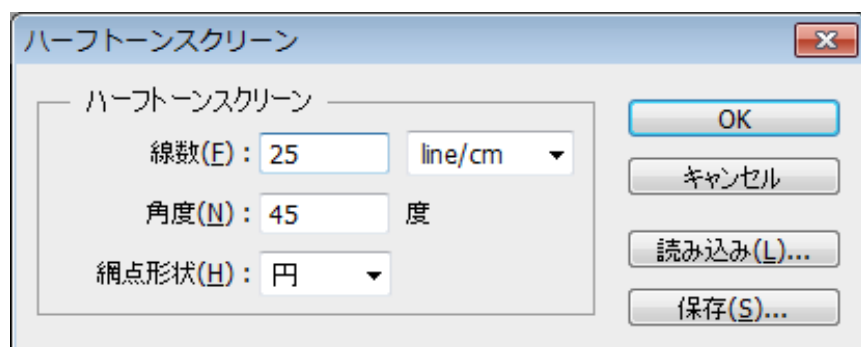 ハーフトーンスクリーン
ハーフトーンスクリーン
線数(F): 25 line/cm
角度(N): 45 度
網点形状(H): 円
OK
キャンセル
読み込み(L)...
保存(S)...